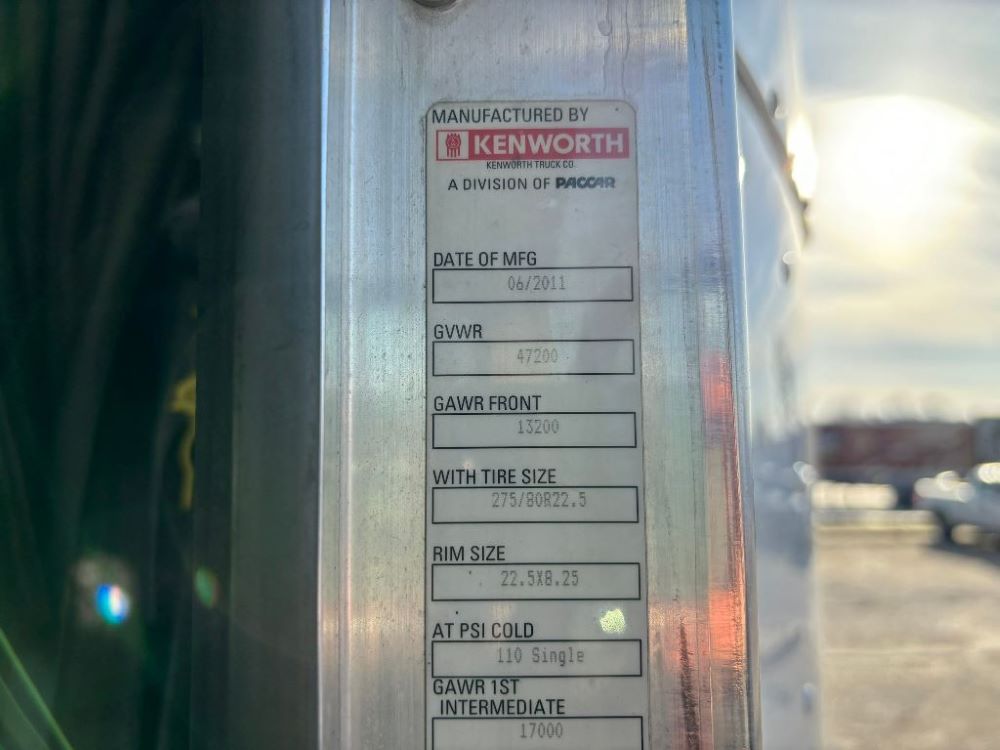 MANUFACTURED BY
KENWORTH
KENWORTH TRUCK CO.
A DIVISION OF PACCAR
DATE OF MFG
06/2011
GVWR
47200
GAWR FRONT
13200
WITH TIRE SIZE
275/80R22.5
RIM SIZE
22.5X8.25
AT PSI COLD
110 Single
GAWR 1ST
INTERMEDIATE
17000